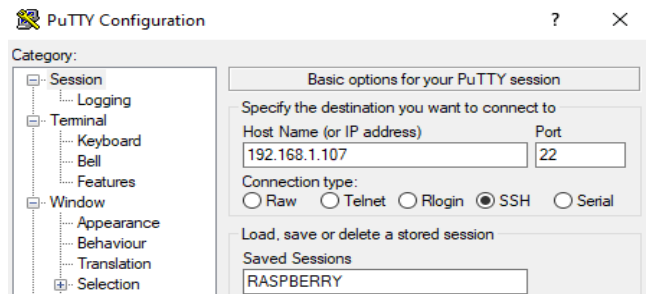 PuTTY Configuration ? ×
Category:
Session
Logging
Terminal
Keyboard
Bell
Features
Window
Appearance
Behaviour
Translation
Selection
Basic options for your PuTTY session
Specify the destination you want to connect to
Host Name (or IP address) Port
192.168.1.107 22
Connection type:
Raw Telnet Rlogin SSH Serial
Load, save or delete a stored session
Saved Sessions
RASPBERRY